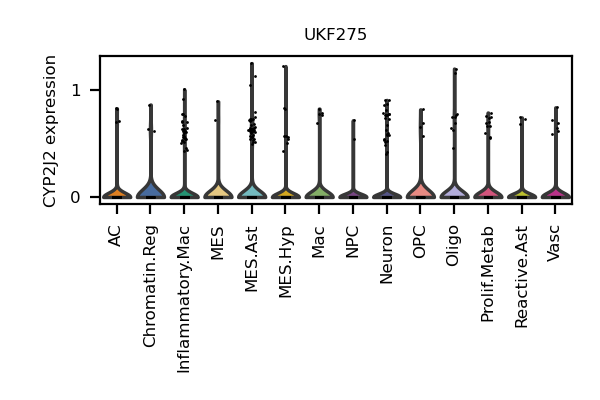 UKF275
CYP2J2 expression
1
0
AC
Chromatin.Reg
Inflammatory.Mac
MES
MES.Ast
MES.Hyp
Mac
NPC
Neuron
OPC
Oligo
Prolif.Metab
Reactive.Ast
Vasc